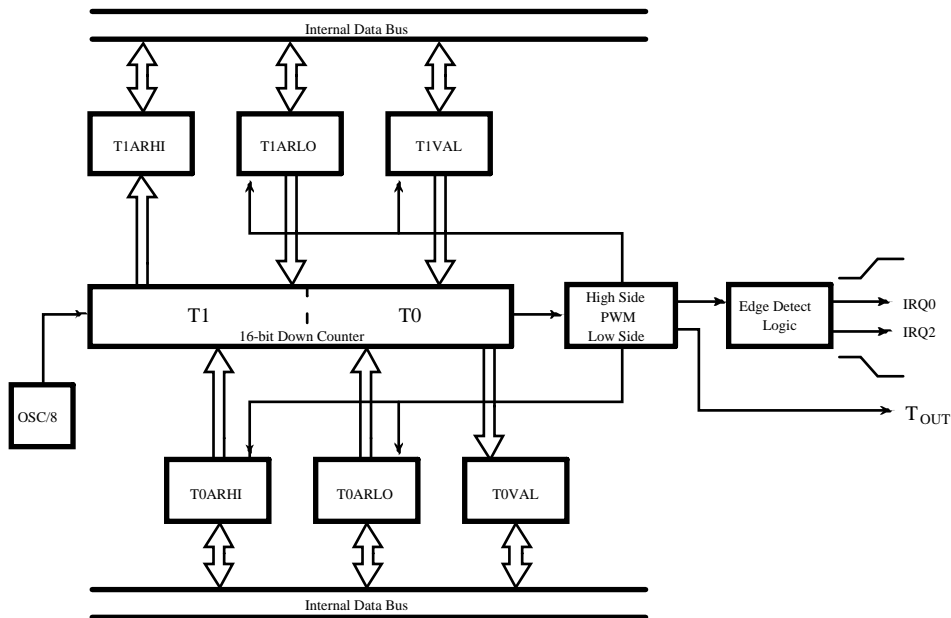 Internal Data Bus
T1ARHI
T1ARLO
T1VAL
T1
T0
16-bit Down Counter
High Side
PWM
Low Side
Edge Detect
Logic
IRQ0
IRQ2
OSC/8
TOUT
T0ARHI
T0ARLO
T0VAL
Internal Data Bus